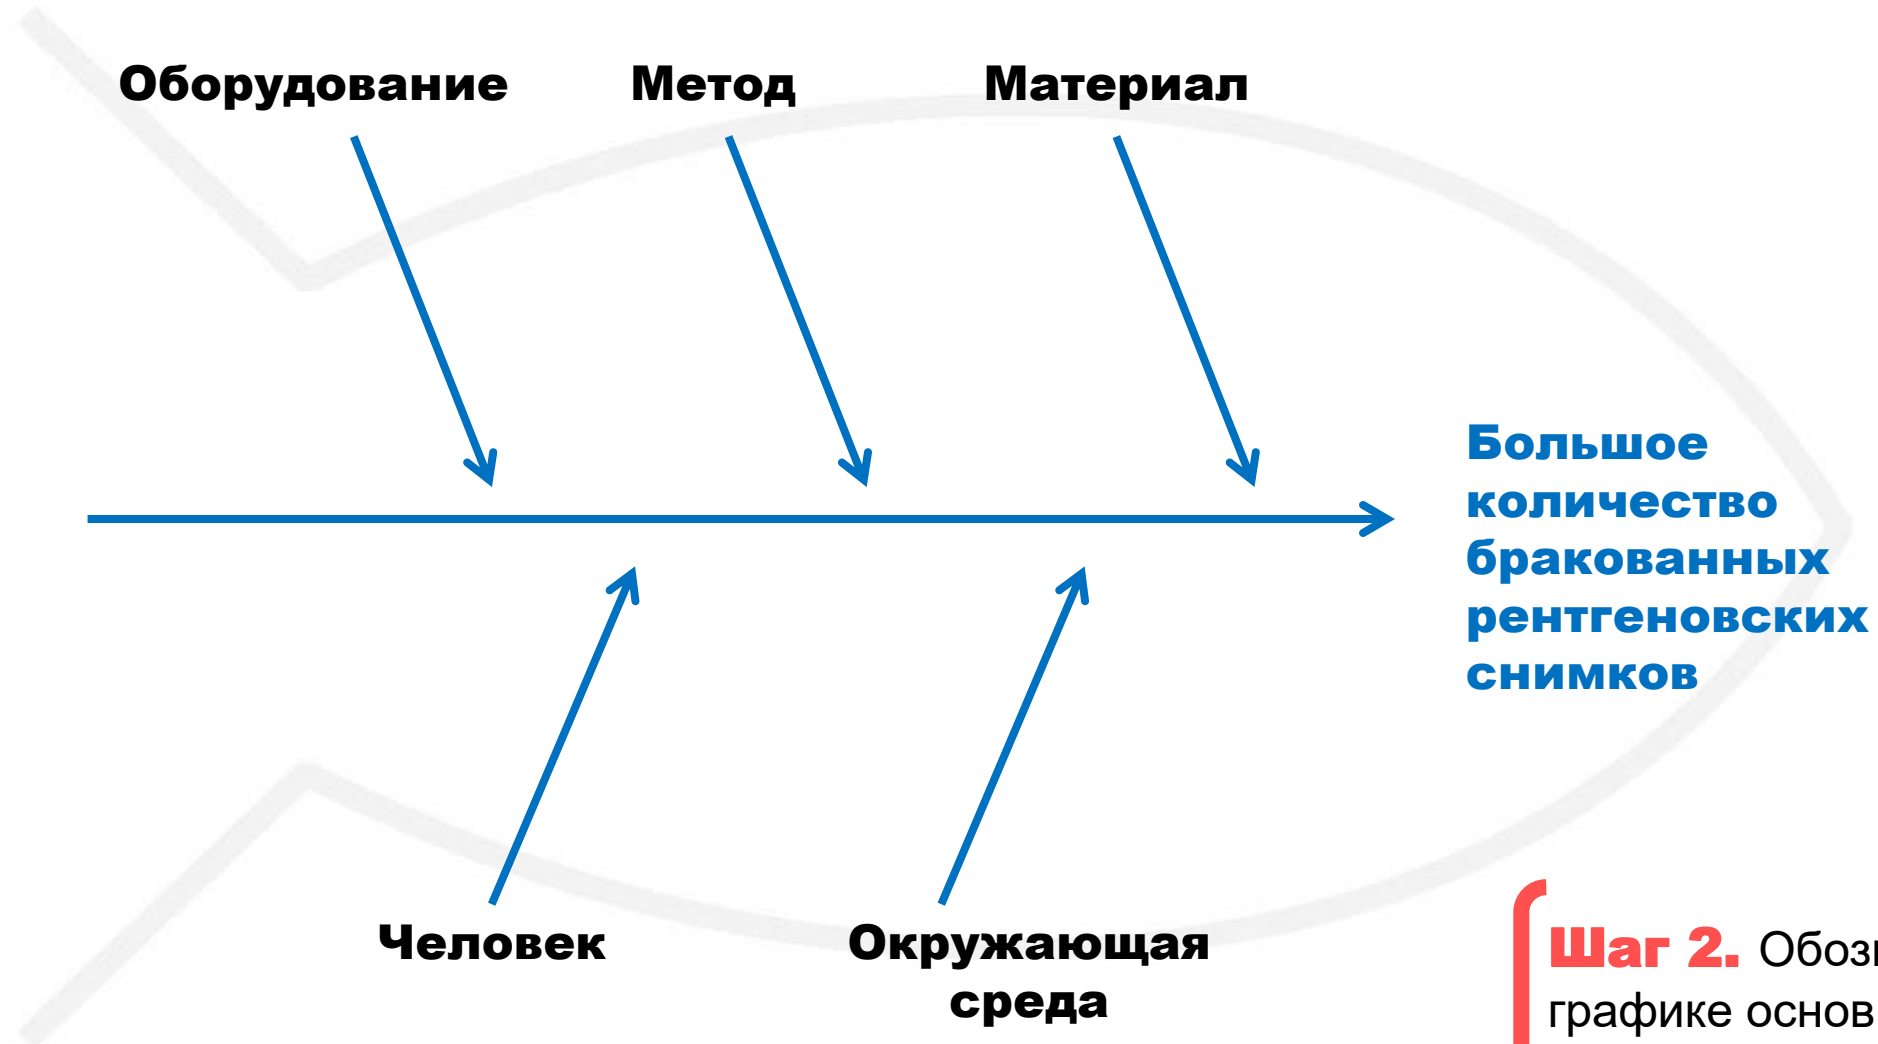 Оборудование Метод Материал
Большое
количество
бракованных
рентгеновских
снимков
Человек Окружающая
среда
Шаг 2.
графике